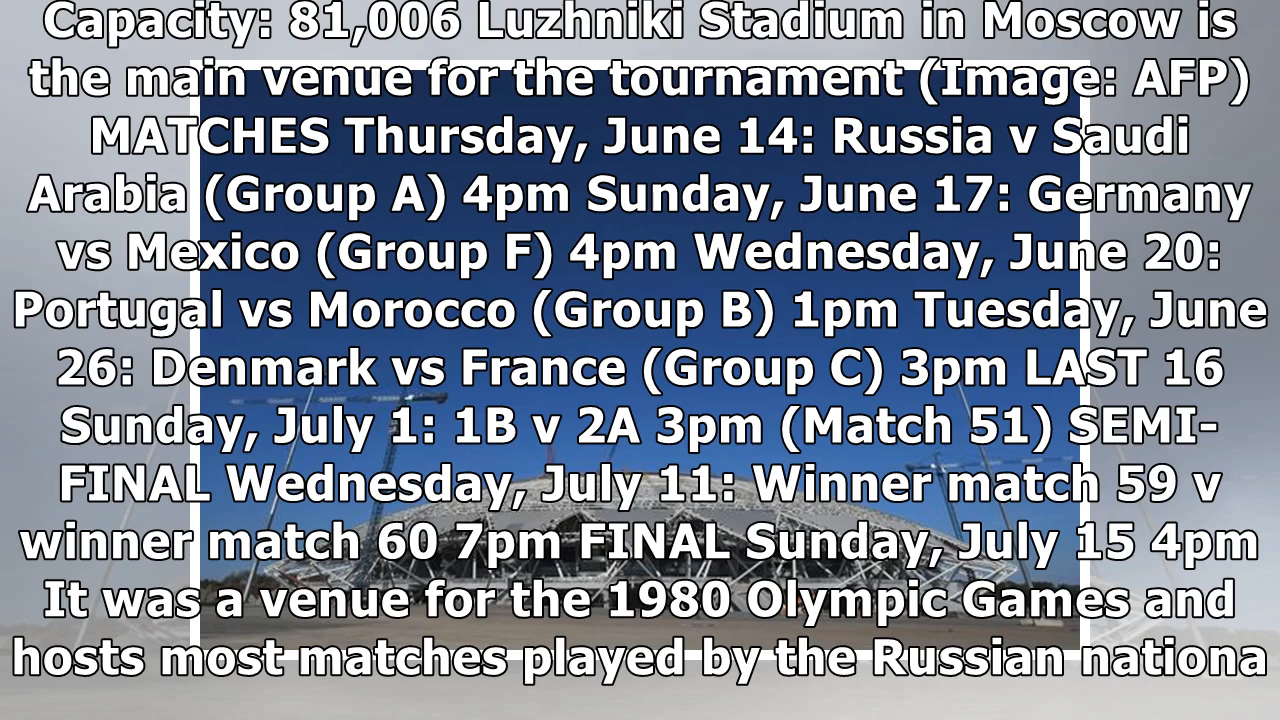 Capacity: 81,006 Luzhniki Stadium in Moscow is
the main venue for the tournament (Image: AFP)
MATCHES Thursday, June 14: Russia v Saudi
Arabia (Group A) 4pm Sunday, June 17: Germany
vs Mexico (Group F) 4pm Wednesday, June 20:
Portugal vs Morocco (Group B) 1pm Tuesday, June
26: Denmark vs France (Group C) 3pm LAST 16
Sunday, July 1: 1B v 2A 3pm (Match 51) SEMI-
FINAL Wednesday, July 11: Winner match 59 v
winner match 60 7pm FINAL Sunday, July 15 4pm
It was a venue for the 1980 Olympic Games and
hosts most matches played by the Russian nationa